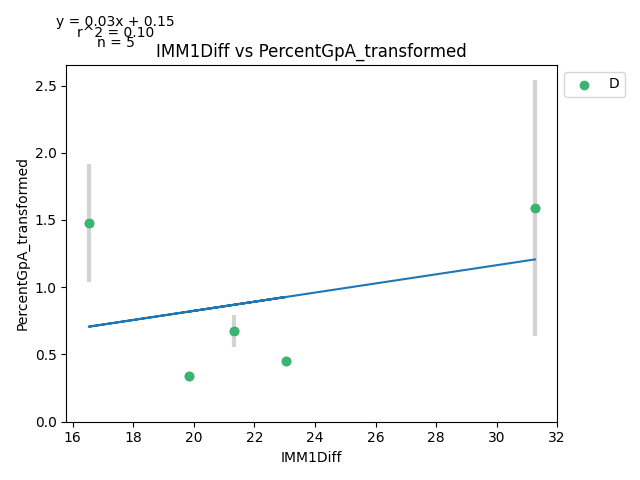 y = 0.03x + 0.15
r^2 = 0.10
n = 5
IMM1Diff vs PercentGpA_transformed
D
PercentGpA_transformed
2.5
2.0
1.5
1.0
0.5
0.0
16 18 20 22 24 26 28 30 32
IMM1Diff